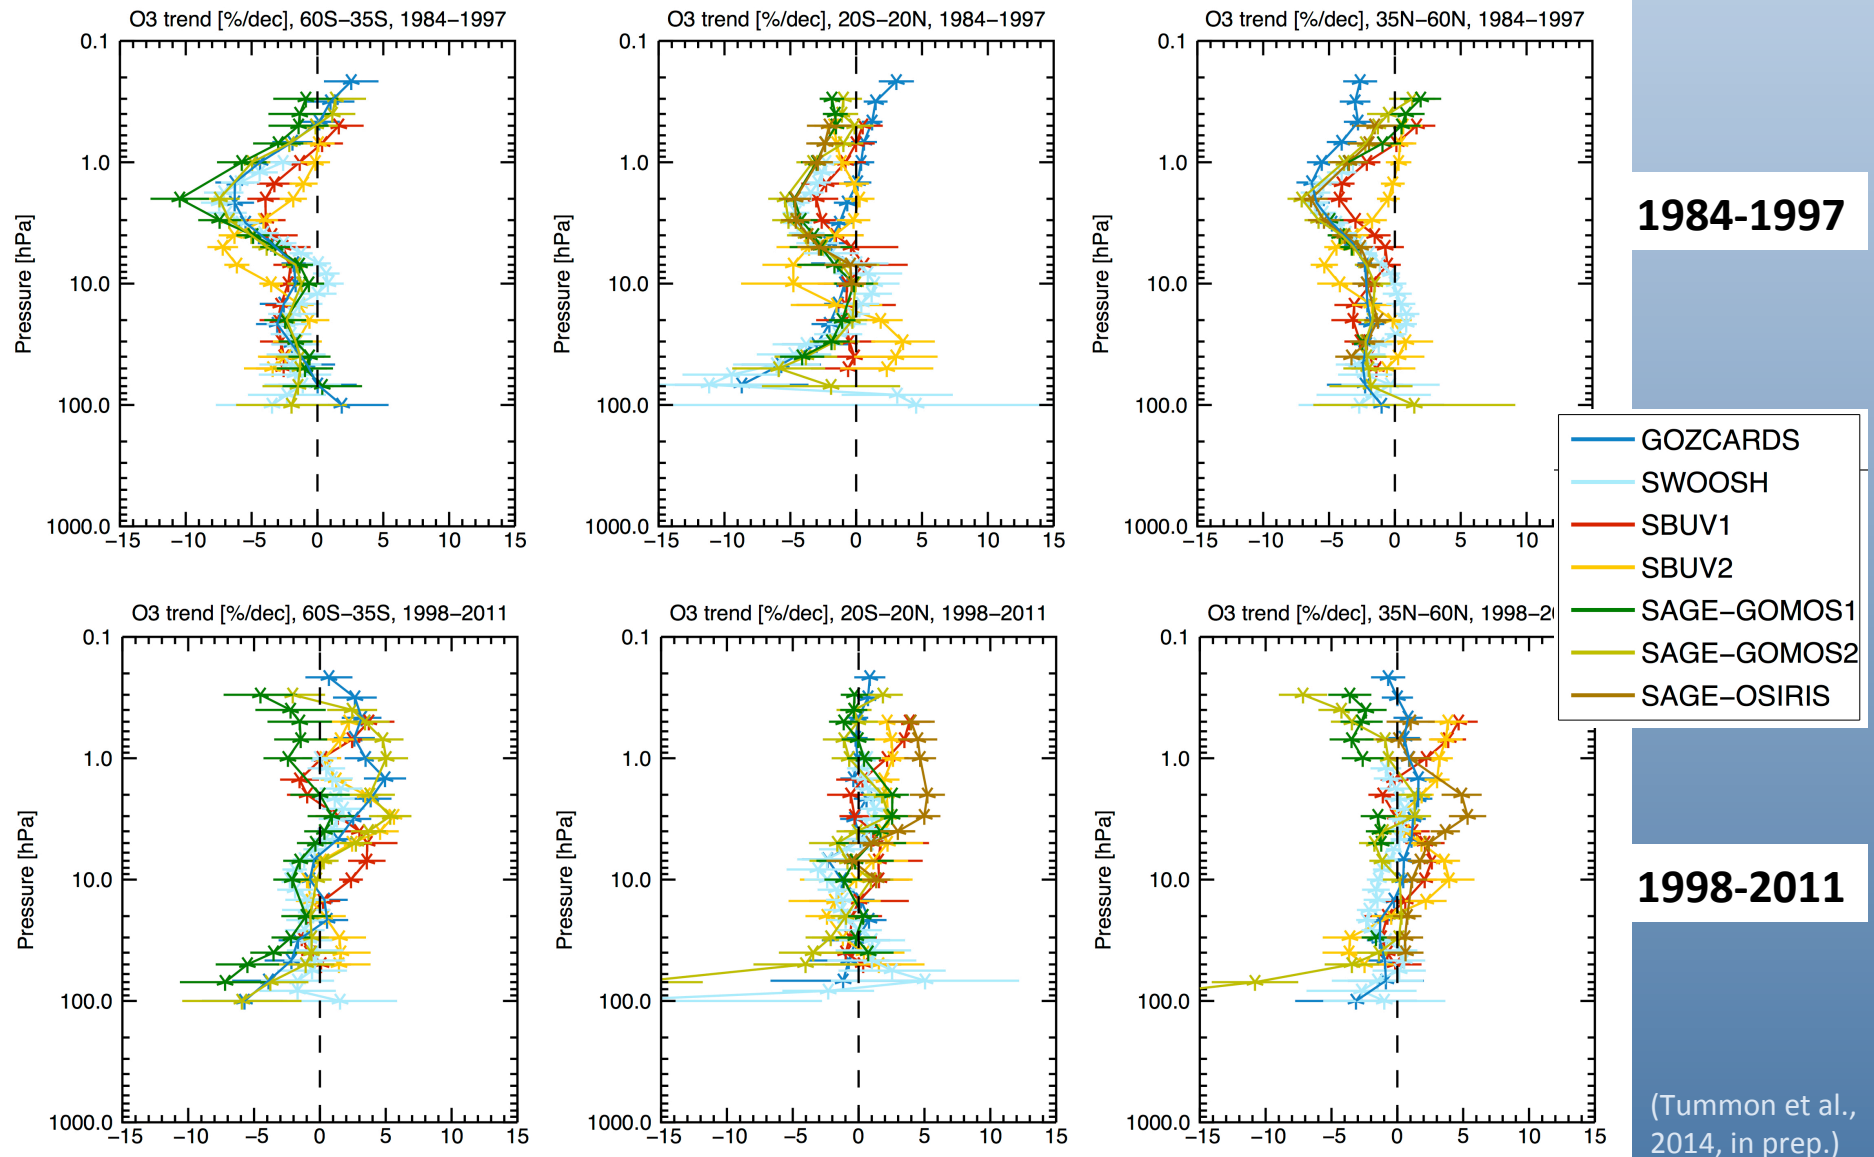 O3 trend [%/dec], 60S−35S, 1984−1997
O3 trend [%/dec], 20S−20N, 1984−1997
O3 trend [%/dec], 35N−60N, 1984−1997
Pressure [hPa]
0.1
1.0
10.0
100.0
1000.0
−15 −10 −5 0 5 10 15
Pressure [hPa]
0.1
1.0
10.0
100.0
1000.0
−15 −10 −5 0 5 10 15
Pressure [hPa]
0.1
1.0
10.0
100.0
1000.0
−15 −10 −5 0 5 10
1984-1997
GOZCARDS
SWOOSH
SBUV1
SBUV2
SAGE−GOMOS1
SAGE−GOMOS2
SAGE−OSIRIS
O3 trend [%/dec], 60S−35S, 1998−2011
O3 trend [%/dec], 20S−20N, 1998−2011
O3 trend [%/dec], 35N−60N, 1998−20
Pressure [hPa]
0.1
1.0
10.0
100.0
1000.0
−15 −10 −5 0 5 10 15
Pressure [hPa]
0.1
1.0
10.0
100.0
1000.0
−15 −10 −5 0 5 10 15
Pressure [hPa]
0.1
1.0
10.0
100.0
1000.0
−15 −10 −5 0 5 10 15
1998-2011
(Tummon et al.,
2014, in prep.)